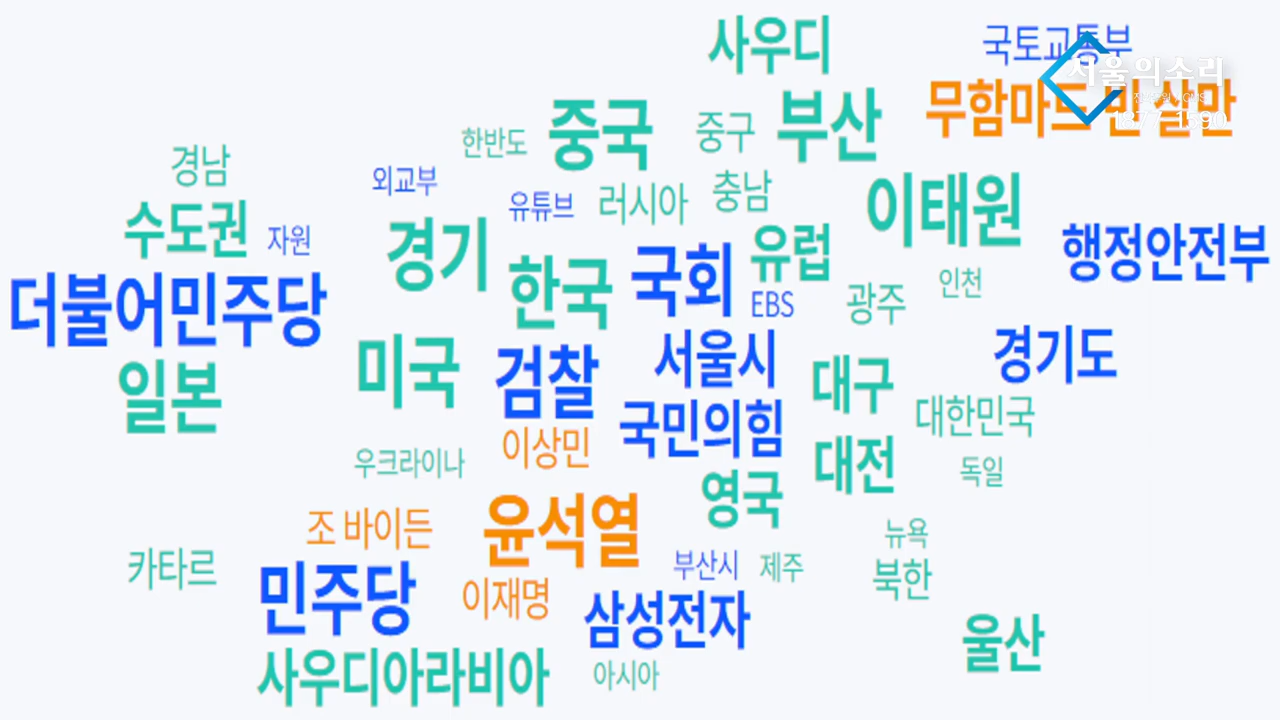 사우디
국토교통부
서울의소리
무함마드 빈 살만
1877-1590
중국
중구
부산
한반도
경남
외교부
유튜브
러시아
충남
이태원
수도권
자원
경기
유럽
행정안전부
더불어민주당
한국
국회
EBS
광주
인천
미국
검찰
서울시
대구
경기도
일본
국민의힘
대한민국
우크라이나
이상민
대전
독일
영국
조 바이든
윤석열
뉴욕
카타르
민주당
이재명
부산시
제주
북한
삼성전자
울산
사우디아라비아
아시아